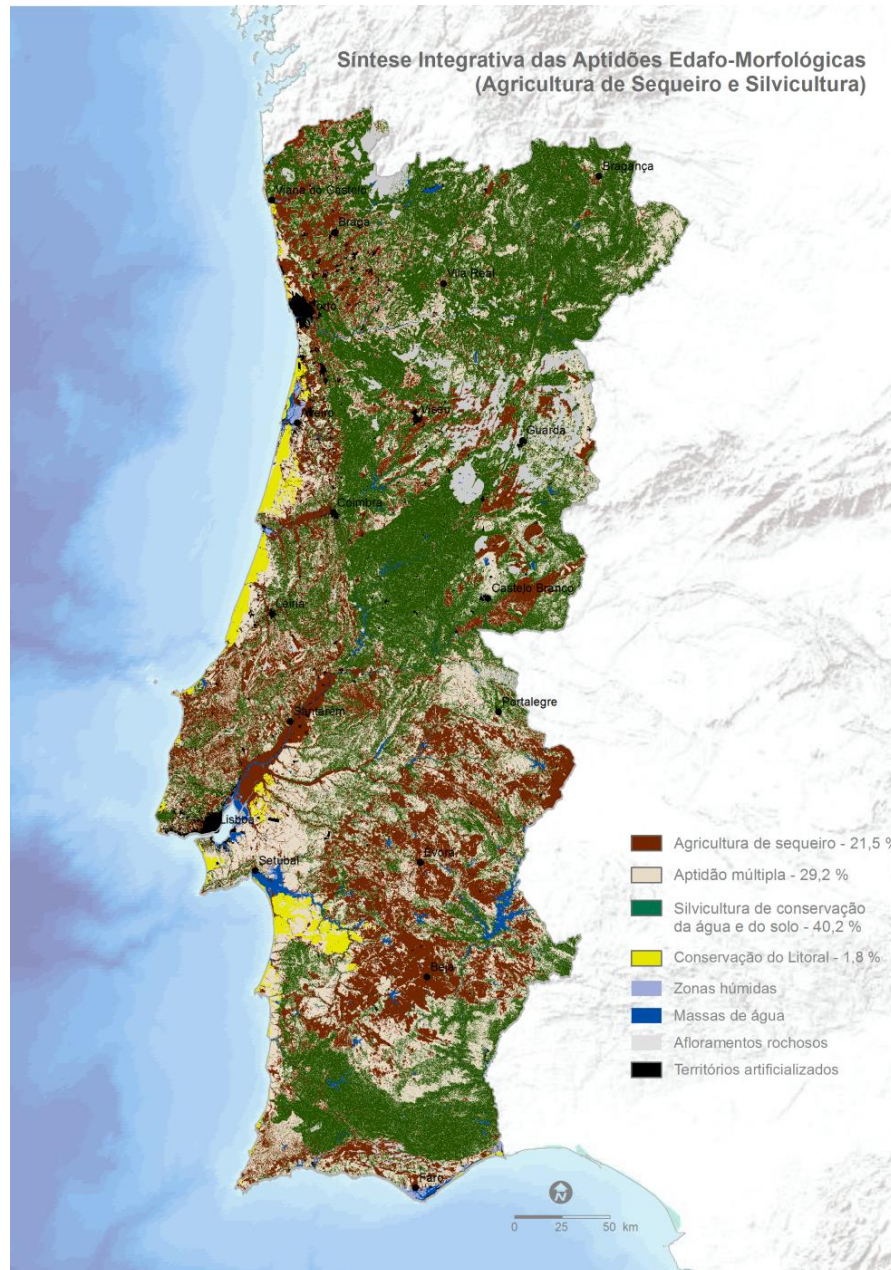 Síntese Integrativa das Aptidões Edafo-Morfológicas
(Agricultura de Sequeiro e Silvicultura)
Bragança
Viana do Castelo
Braga
Vila Real
Porto
Viseu
Aveiro
Guarda
Coimbra
Castelo Branco
Leiria
Portalegre
Santarém
Lisboa
Évora
Setubal
Beja
Faro
Agricultura de sequeiro - 21,5 %
Aptidão múltipla - 29,2 %
Silvicultura de conservação
da água e do solo - 40,2 %
Conservação do Litoral - 1,8 %
Zonas húmidas
Massas de água
Afloramentos rochosos
Territórios artificializados
N
0 25 50 km